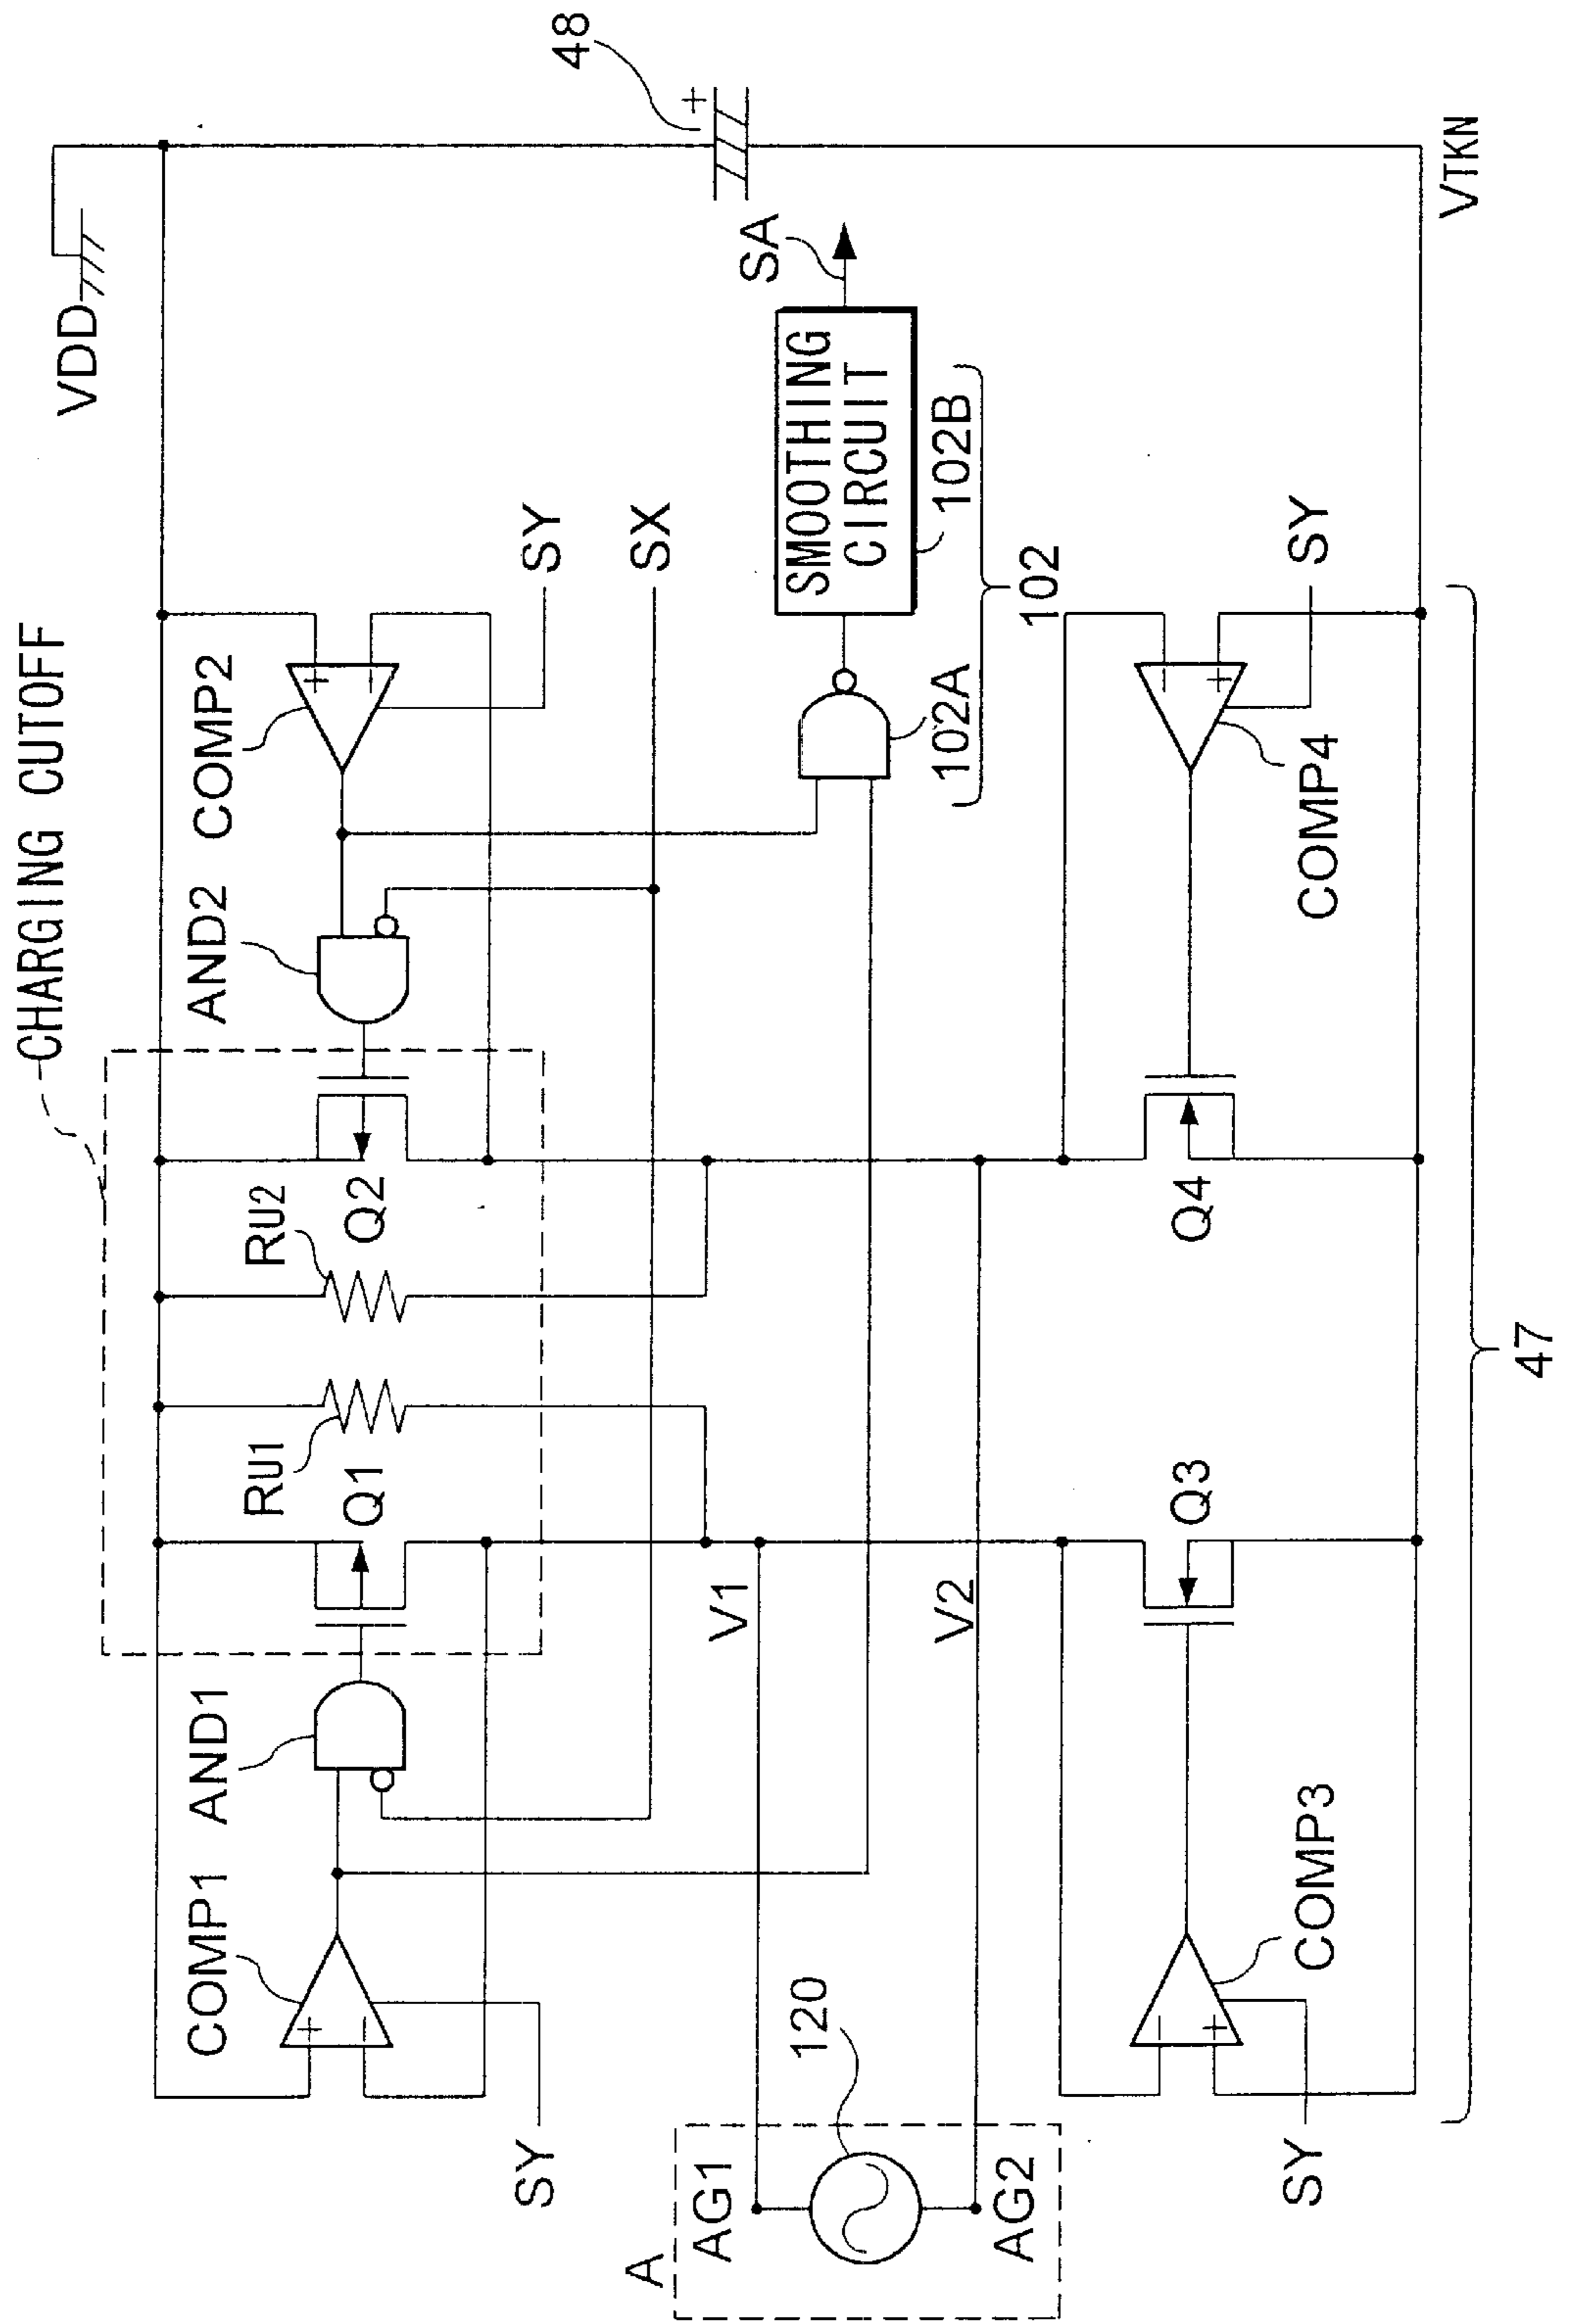 CHARGING CUTOFF
VDD
COMP1
AND1
RU1
Q1
RU2
Q2
AND2
COMP2
+
−
+
−
SY
SY
SX
48
+
A
AG1
AG2
120
V1
V2
SMOOTHING
CIRCUIT
SA
102A
102B
102
Q3
Q4
−
+
−
+
COMP3
COMP4
SY
SY
VTKN
47